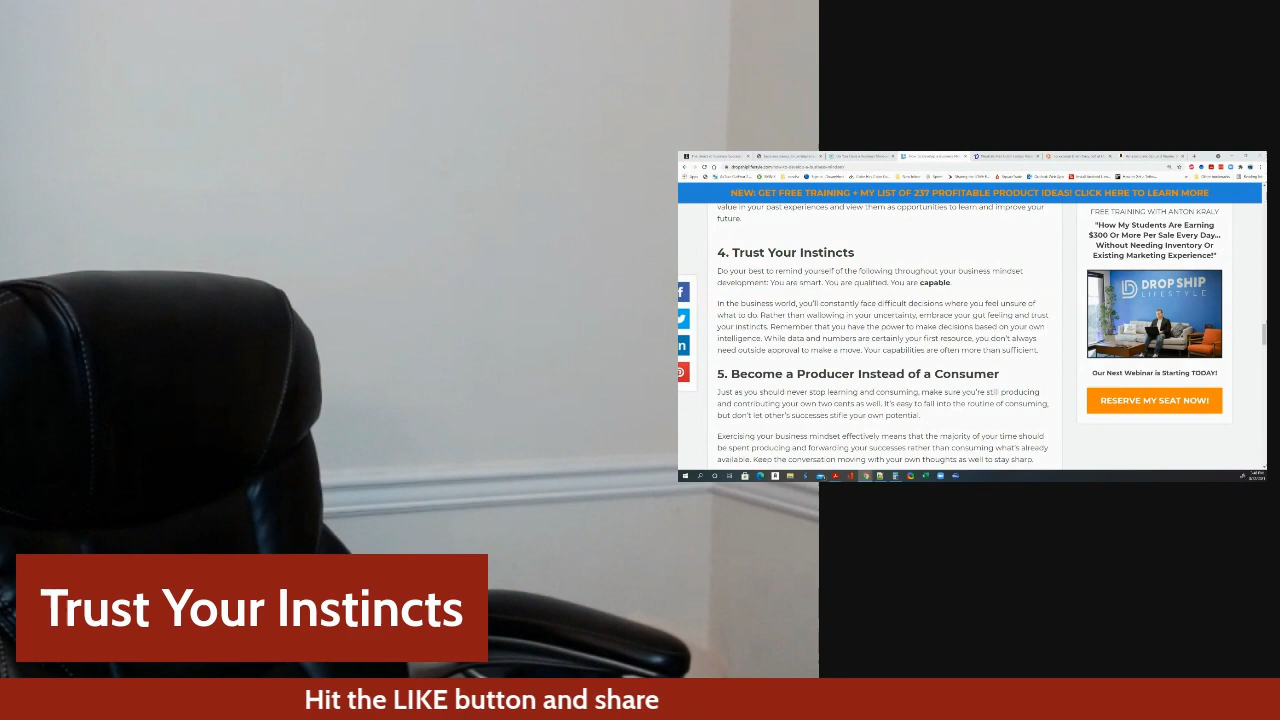 dropshiplifestyle.com/how-to-develop-a-business-mindset/
NEW: GET FREE TRAINING + MY LIST OF 237 PROFITABLE PRODUCT IDEAS! CLICK HERE TO LEARN MORE
value in your past experiences and view them as opportunities to learn and improve your
future.
4. Trust Your Instincts
Do your best to remind yourself of the following throughout your business mindset
development: You are smart. You are qualified. You are capable.
In the business world, you'll constantly face difficult decisions where you feel unsure of
what to do. Rather than wallowing in your uncertainty, embrace your gut feeling and trust
your instincts. Remember that you have the power to make decisions based on your own
intelligence. While data and numbers are certainly your first resource, you don't always
need outside approval to make a move. Your capabilities are often more than sufficient.
5. Become a Producer Instead of a Consumer
Just as you should never stop learning and consuming, make sure you're still producing
and contributing your own two cents as well. It's easy to fall into the routine of consuming,
but don't let other's successes stifle your own potential.
Exercising your business mindset effectively means that the majority of your time should
be spent producing and forwarding your successes rather than consuming what's already
available. Keep the conversation moving with your own thoughts as well to stay sharp.
FREE TRAINING WITH ANTON KRALY
"How My Students Are Earning
$300 Or More Per Sale Every Day...
Without Needing Inventory Or
Existing Marketing Experience!"
DROP SHIP
LIFESTYLE
Our Next Webinar is Starting TODAY!
RESERVE MY SEAT NOW!
Trust Your Instincts
Hit the LIKE button and share